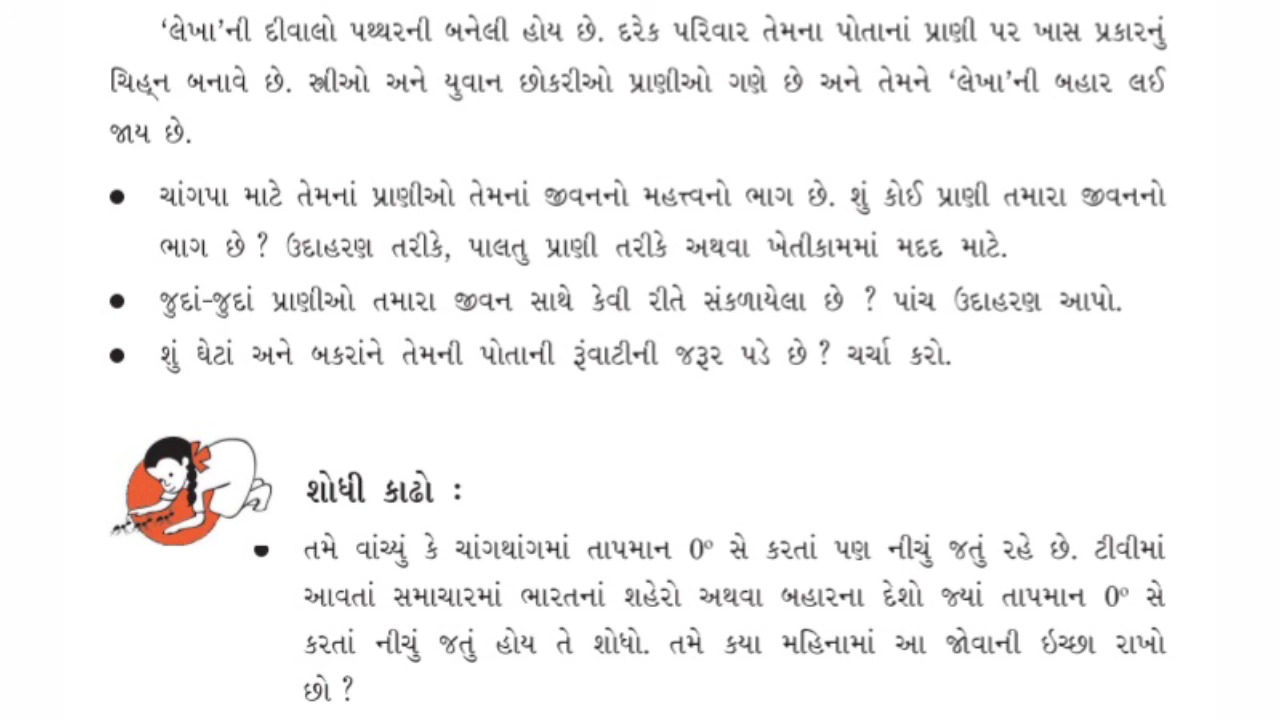 ‘લેખા’ની દીવાલો પથ્થરની બનેલી હોય છે. દરેક પરિવાર તેમના પોતાનાં પ્રાણી પર ખાસ પ્રકારનું
ચિહ્ન બનાવે છે. સ્ત્રીઓ અને યુવાન છોકરીઓ પ્રાણીઓ ગણે છે અને તેમને ‘લેખા’ની બહાર લઈ
જાય છે.
● ચાંગપા માટે તેમનાં પ્રાણીઓ તેમનાં જીવનનો મહત્ત્વનો ભાગ છે. શું કોઈ પ્રાણી તમારા જીવનનો
ભાગ છે ? ઉદાહરણ તરીકે, પાલતુ પ્રાણી તરીકે અથવા ખેતીકામમાં મદદ માટે.
● જુદાં-જુદાં પ્રાણીઓ તમારા જીવન સાથે કેવી રીતે સંકળાયેલા છે ? પાંચ ઉદાહરણ આપો.
● શું ઘેટાં અને બકરાંને તેમની પોતાની રૂંવાટીની જરૂર પડે છે ? ચર્ચા કરો.
શોધી કાઢો :
● તમે વાંચ્યું કે ચાંગથાંગમાં તાપમાન 0° સે કરતાં પણ નીચું જતું રહે છે. ટીવીમાં
આવતાં સમાચારમાં ભારતનાં શહેરો અથવા બહારના દેશો જ્યાં તાપમાન 0° સે
કરતાં નીચું જતું હોય તે શોધો. તમે કયા મહિનામાં આ જોવાની ઇચ્છા રાખો
છો ?